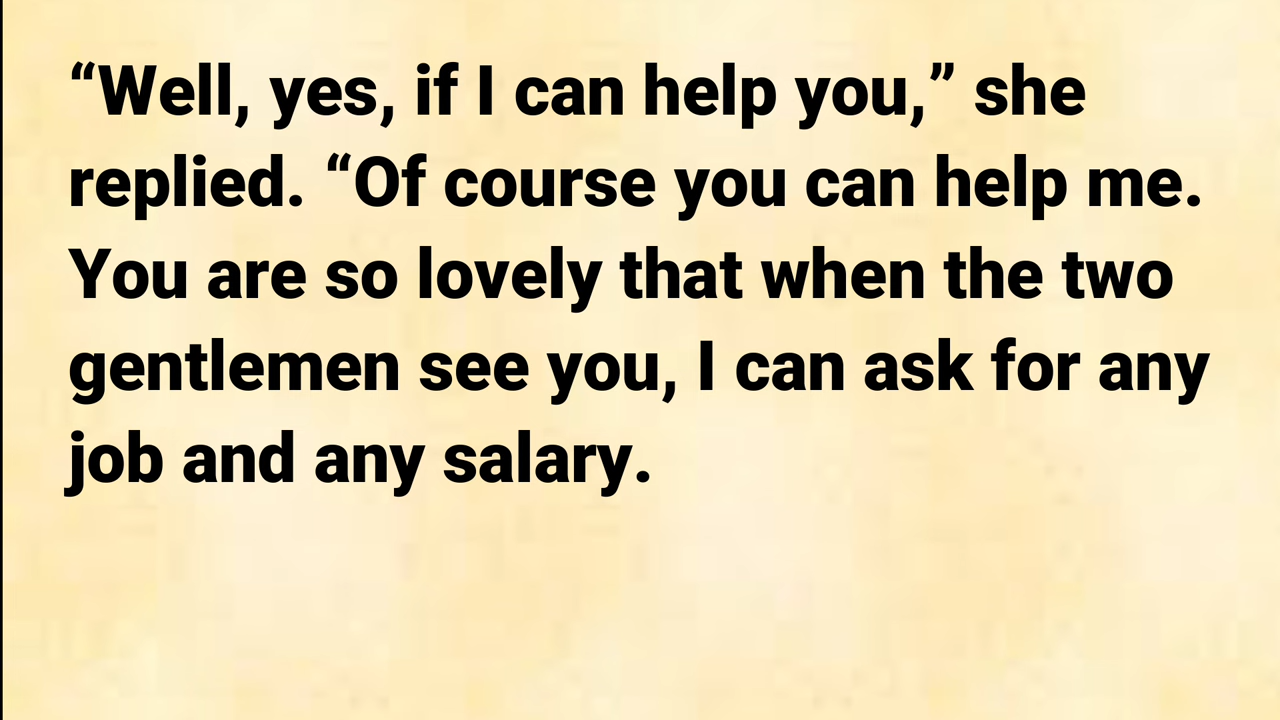 “Well, yes, if I can help you,” she
replied. “Of course you can help me.
You are so lovely that when the two
gentlemen see you, I can ask for any
job and any salary.